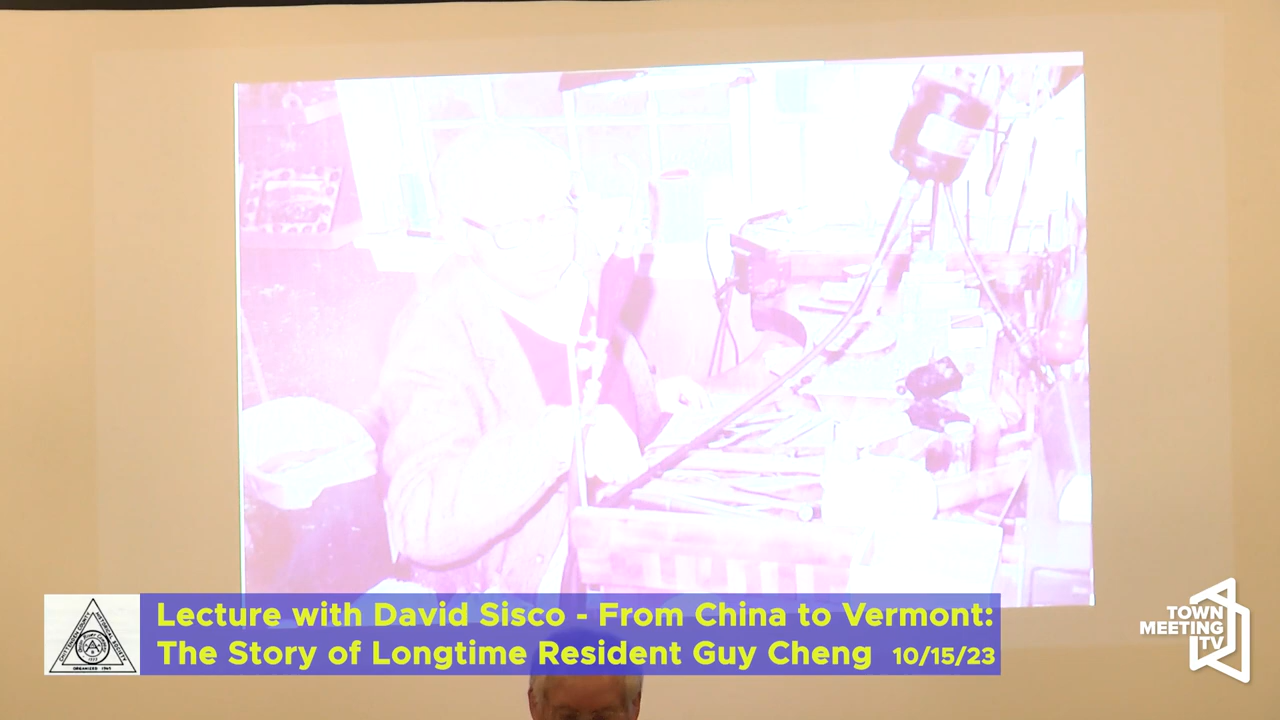 Lecture with David Sisco - From China to Vermont:
The Story of Longtime Resident Guy Cheng 10/15/23
TOWN
MEETING
TV